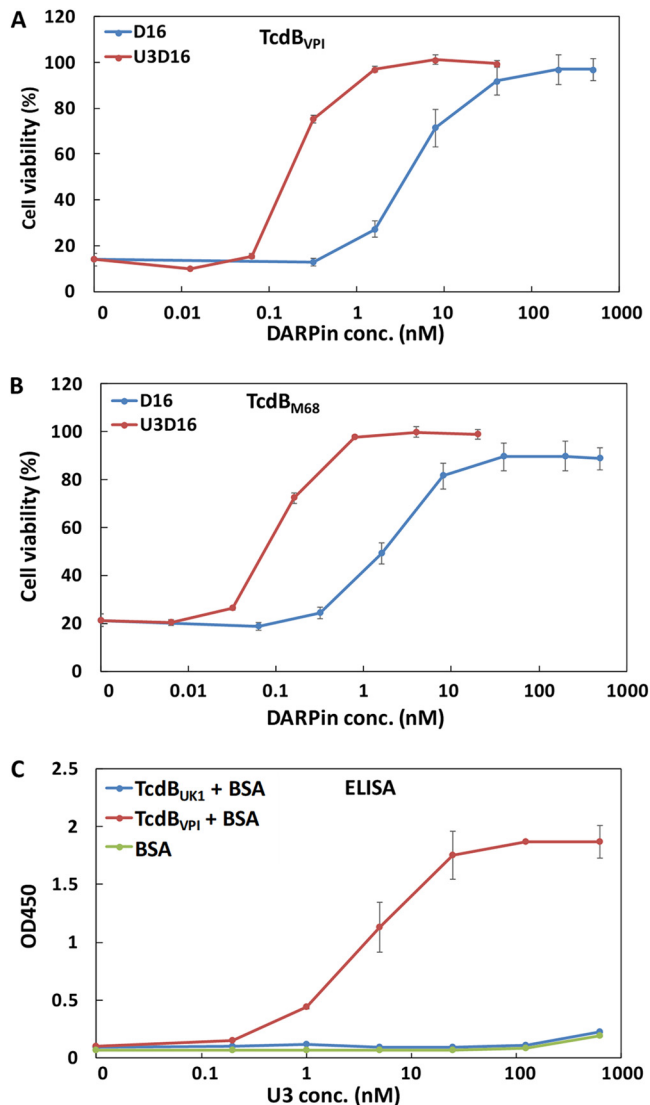 A
D16
U3D16
TcdBVPI
120
100
80
60
40
20
0
Cell viability (%)
0 0.01 0.1 1 10 100 1000
DARPin conc. (nM)
B
D16
U3D16
TcdBM68
120
100
80
60
40
20
0
Cell viability (%)
0 0.01 0.1 1 10 100 1000
DARPin conc. (nM)
C
TcdBUK1 + BSA
TcdBVPI + BSA
BSA
ELISA
2.5
2
1.5
1
0.5
0
OD450
0 0.1 1 10 100 1000
U3 conc. (nM)